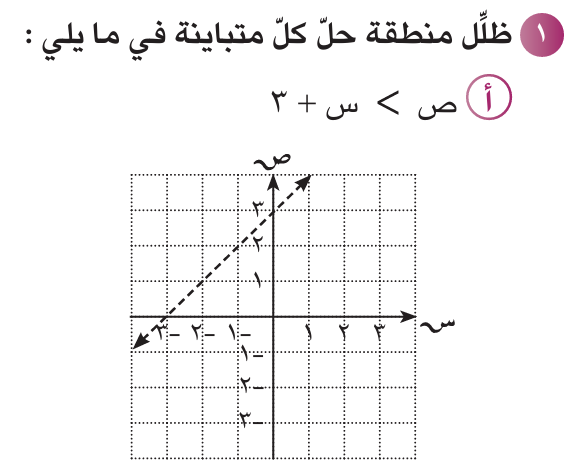 ١ ظلِّل منطقة حلّ كلّ متباينة في ما يلي :
أ ص > س + ٣
ص
٣
٢
١
-٣ -٢ -١ ١ ٢ ٣ س
-١
-٢
-٣